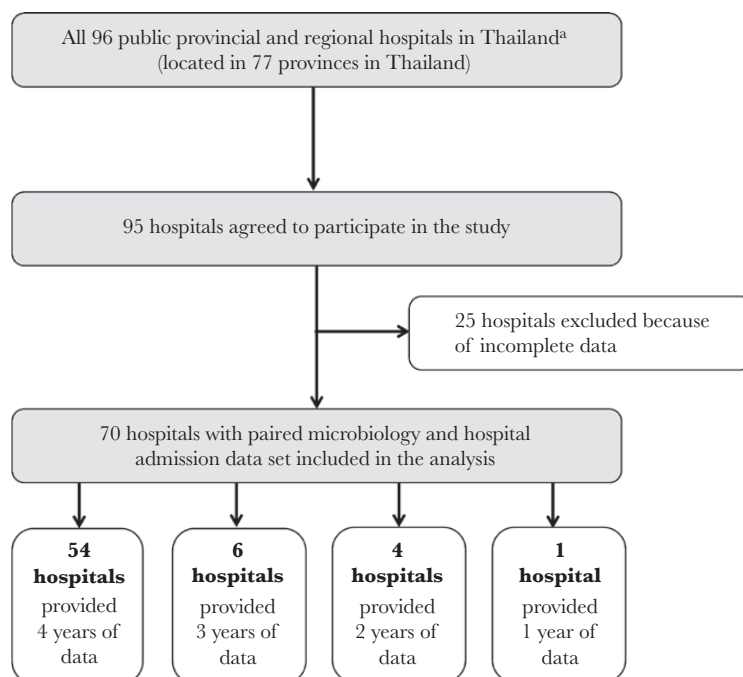 All 96 public provincial and regional hospitals in Thailandᵃ
(located in 77 provinces in Thailand)
95 hospitals agreed to participate in the study
25 hospitals excluded because
of incomplete data
70 hospitals with paired microbiology and hospital
admission data set included in the analysis
54
hospitals
provided
4 years of
data
6
hospitals
provided
3 years of
data
4
hospitals
provided
2 years of
data
1
hospital
provided
1 year of
data